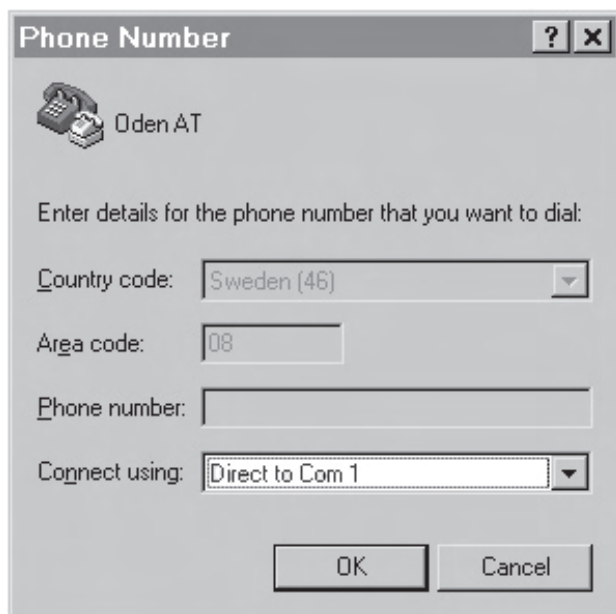 Phone Number
Oden AT
Enter details for the phone number that you want to dial:
Country code: Sweden (46)
Area code: 08
Phone number:
Connect using: Direct to Com 1
OK Cancel